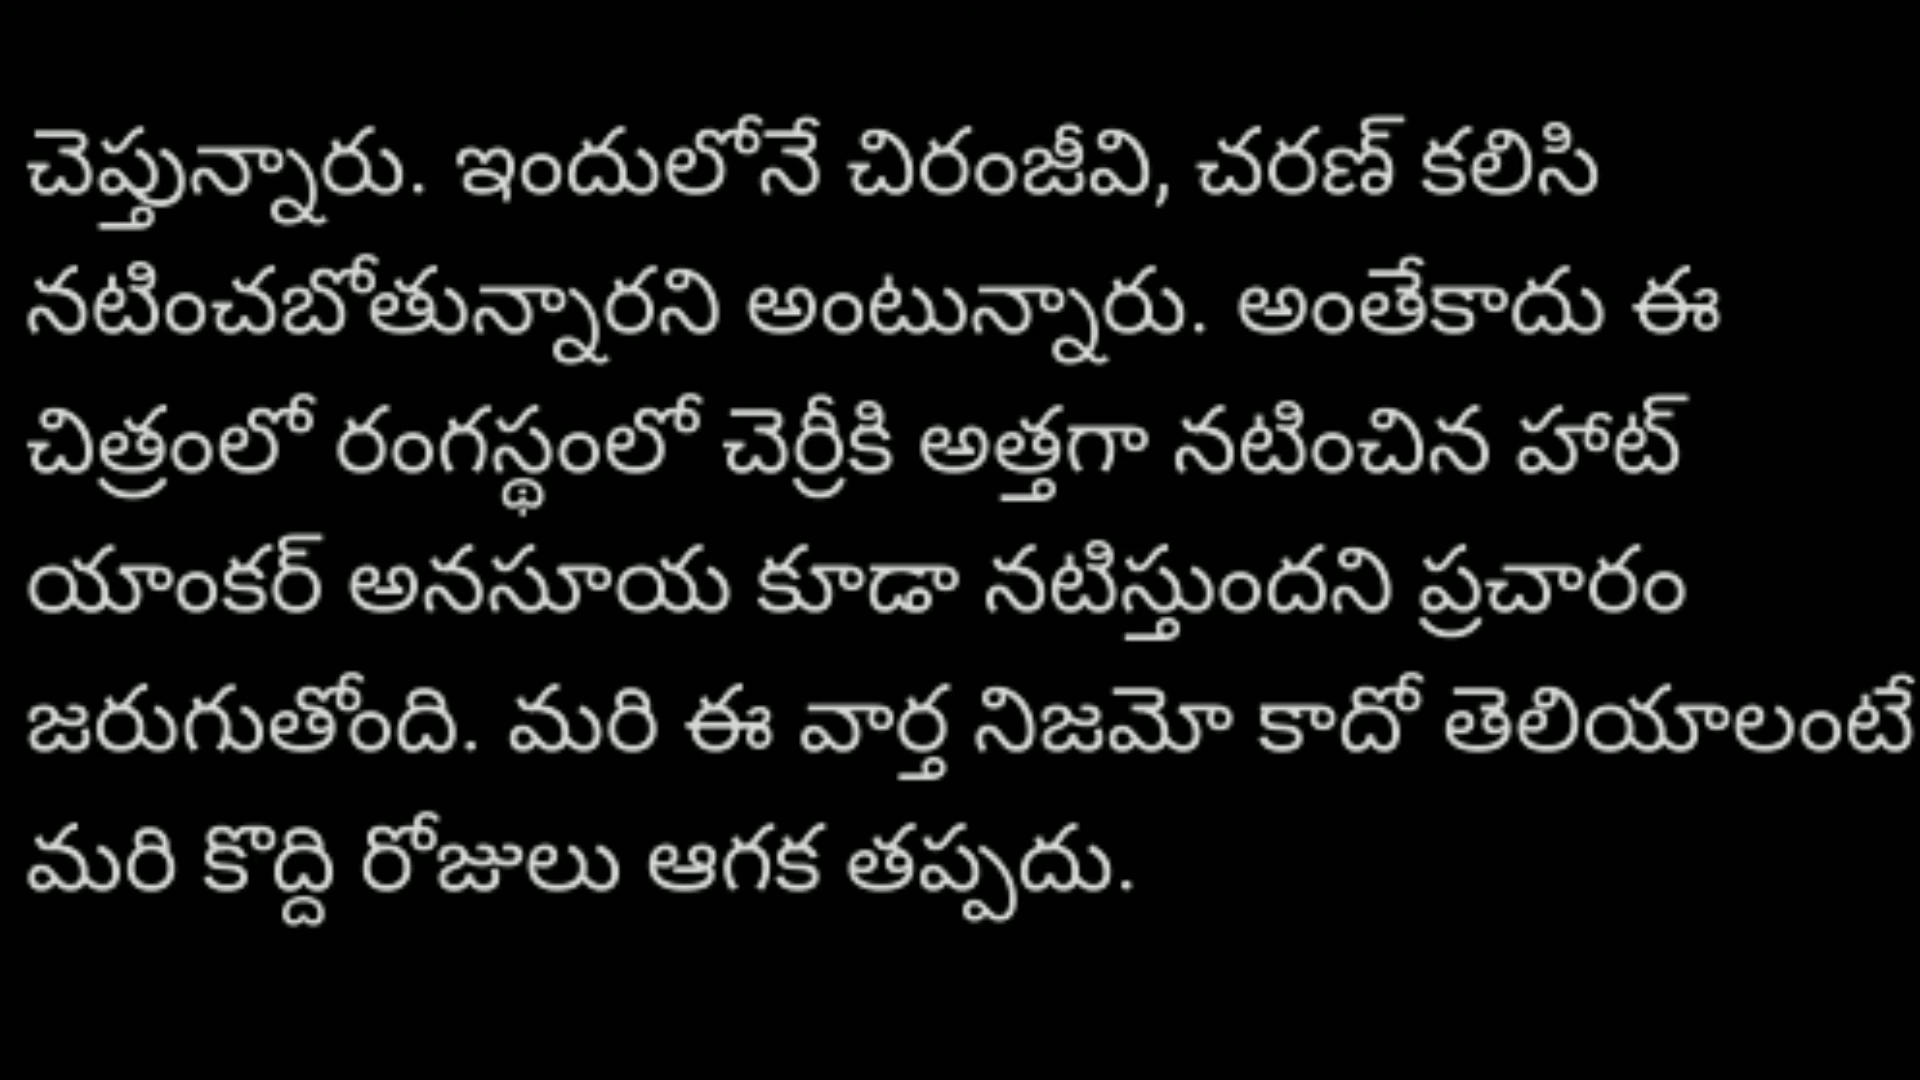 చెప్తున్నారు. ఇందులోనే చిరంజీవి, చరణ్ కలిసి
నటించబోతున్నారని అంటున్నారు. అంతేకాదు ఈ
చిత్రంలో రంగస్థంలో చెర్రీకి అత్తగా నటించిన హాట్
యాంకర్ అనసూయ కూడా నటిస్తుందని ప్రచారం
జరుగుతోంది. మరి ఈ వార్త నిజమో కాదో తెలియాలంటే
మరి కొద్ది రోజులు ఆగక తప్పదు.